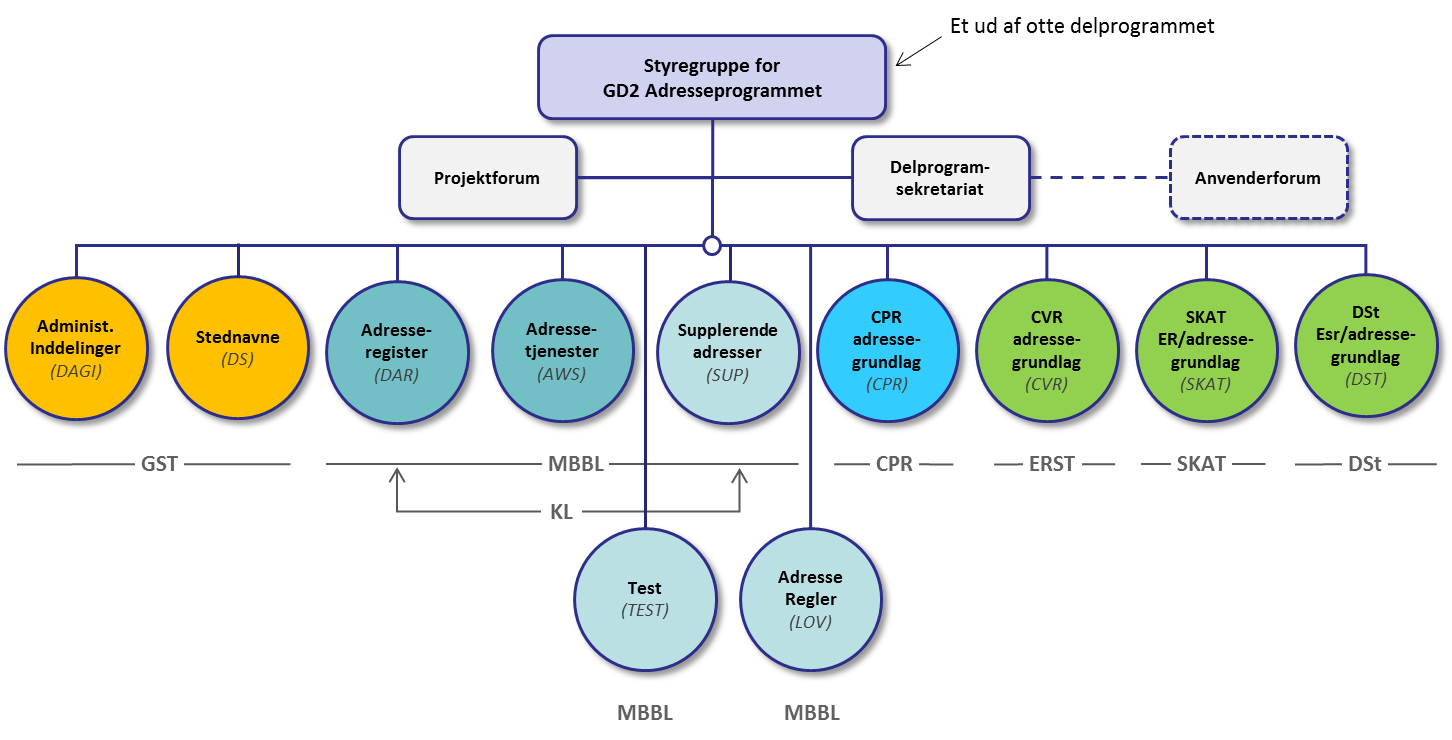 Et ud af otte delprogrammet
Styregruppe for
GD2 Adresseprogrammet
Projektforum
Delprogram-
sekretariat
Anvenderforum
Administ.
Inddelinger
(DAGI)
Stednavne
(DS)
Adresse-
register
(DAR)
Adresse-
tjenester
(AWS)
Supplerende
adresser
(SUP)
CPR
adresse-
grundlag
(CPR)
CVR
adresse-
grundlag
(CVR)
SKAT
ER/adresse-
grundlag
(SKAT)
DSt
Esr/adresse-
grundlag
(DST)
GST
MBBL
CPR
ERST
SKAT
DSt
KL
Test
(TEST)
Adresse
Regler
(LOV)
MBBL
MBBL